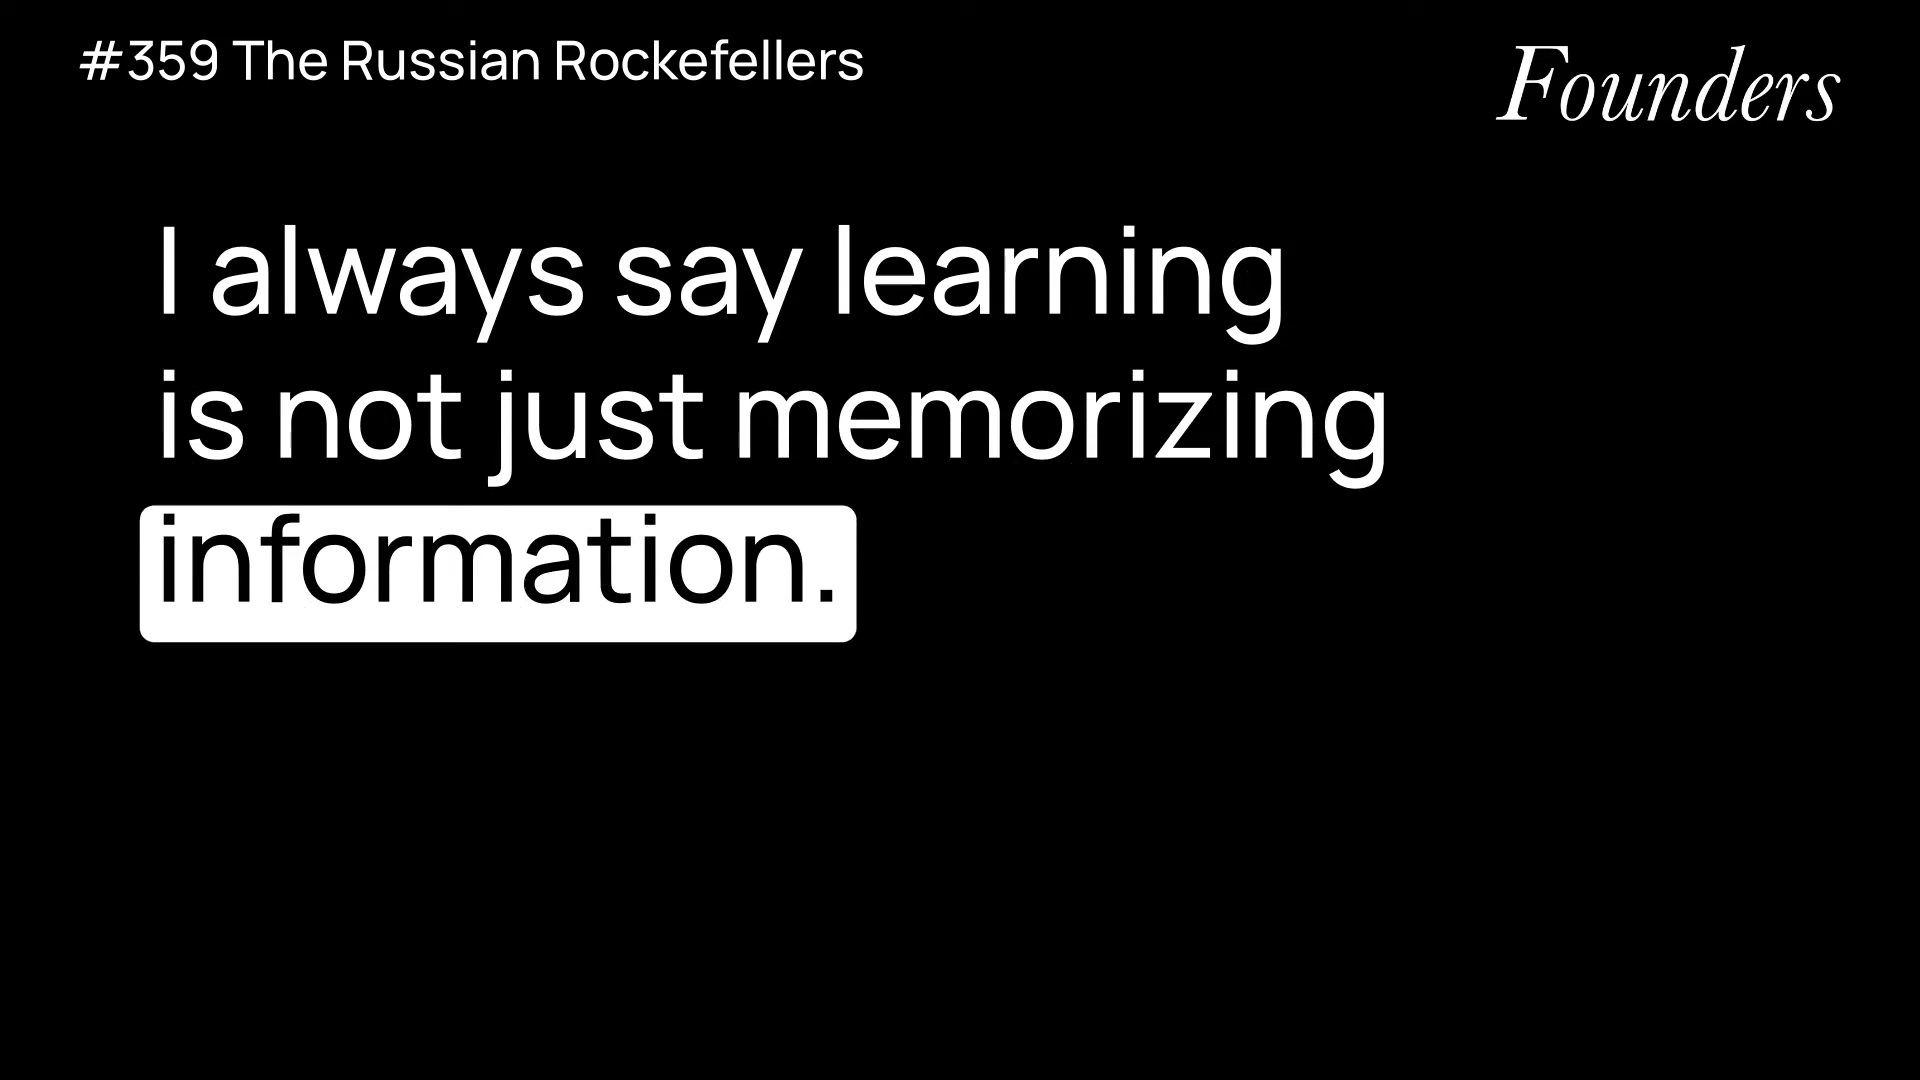 #359 The Russian Rockefellers
Founders
I always say learning
is not just memorizing
information.